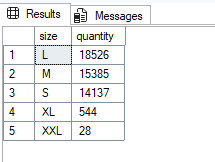 Results Messages
size quantity
1 L 18526
2 M 15385
3 S 14137
4 XL 544
5 XXL 28